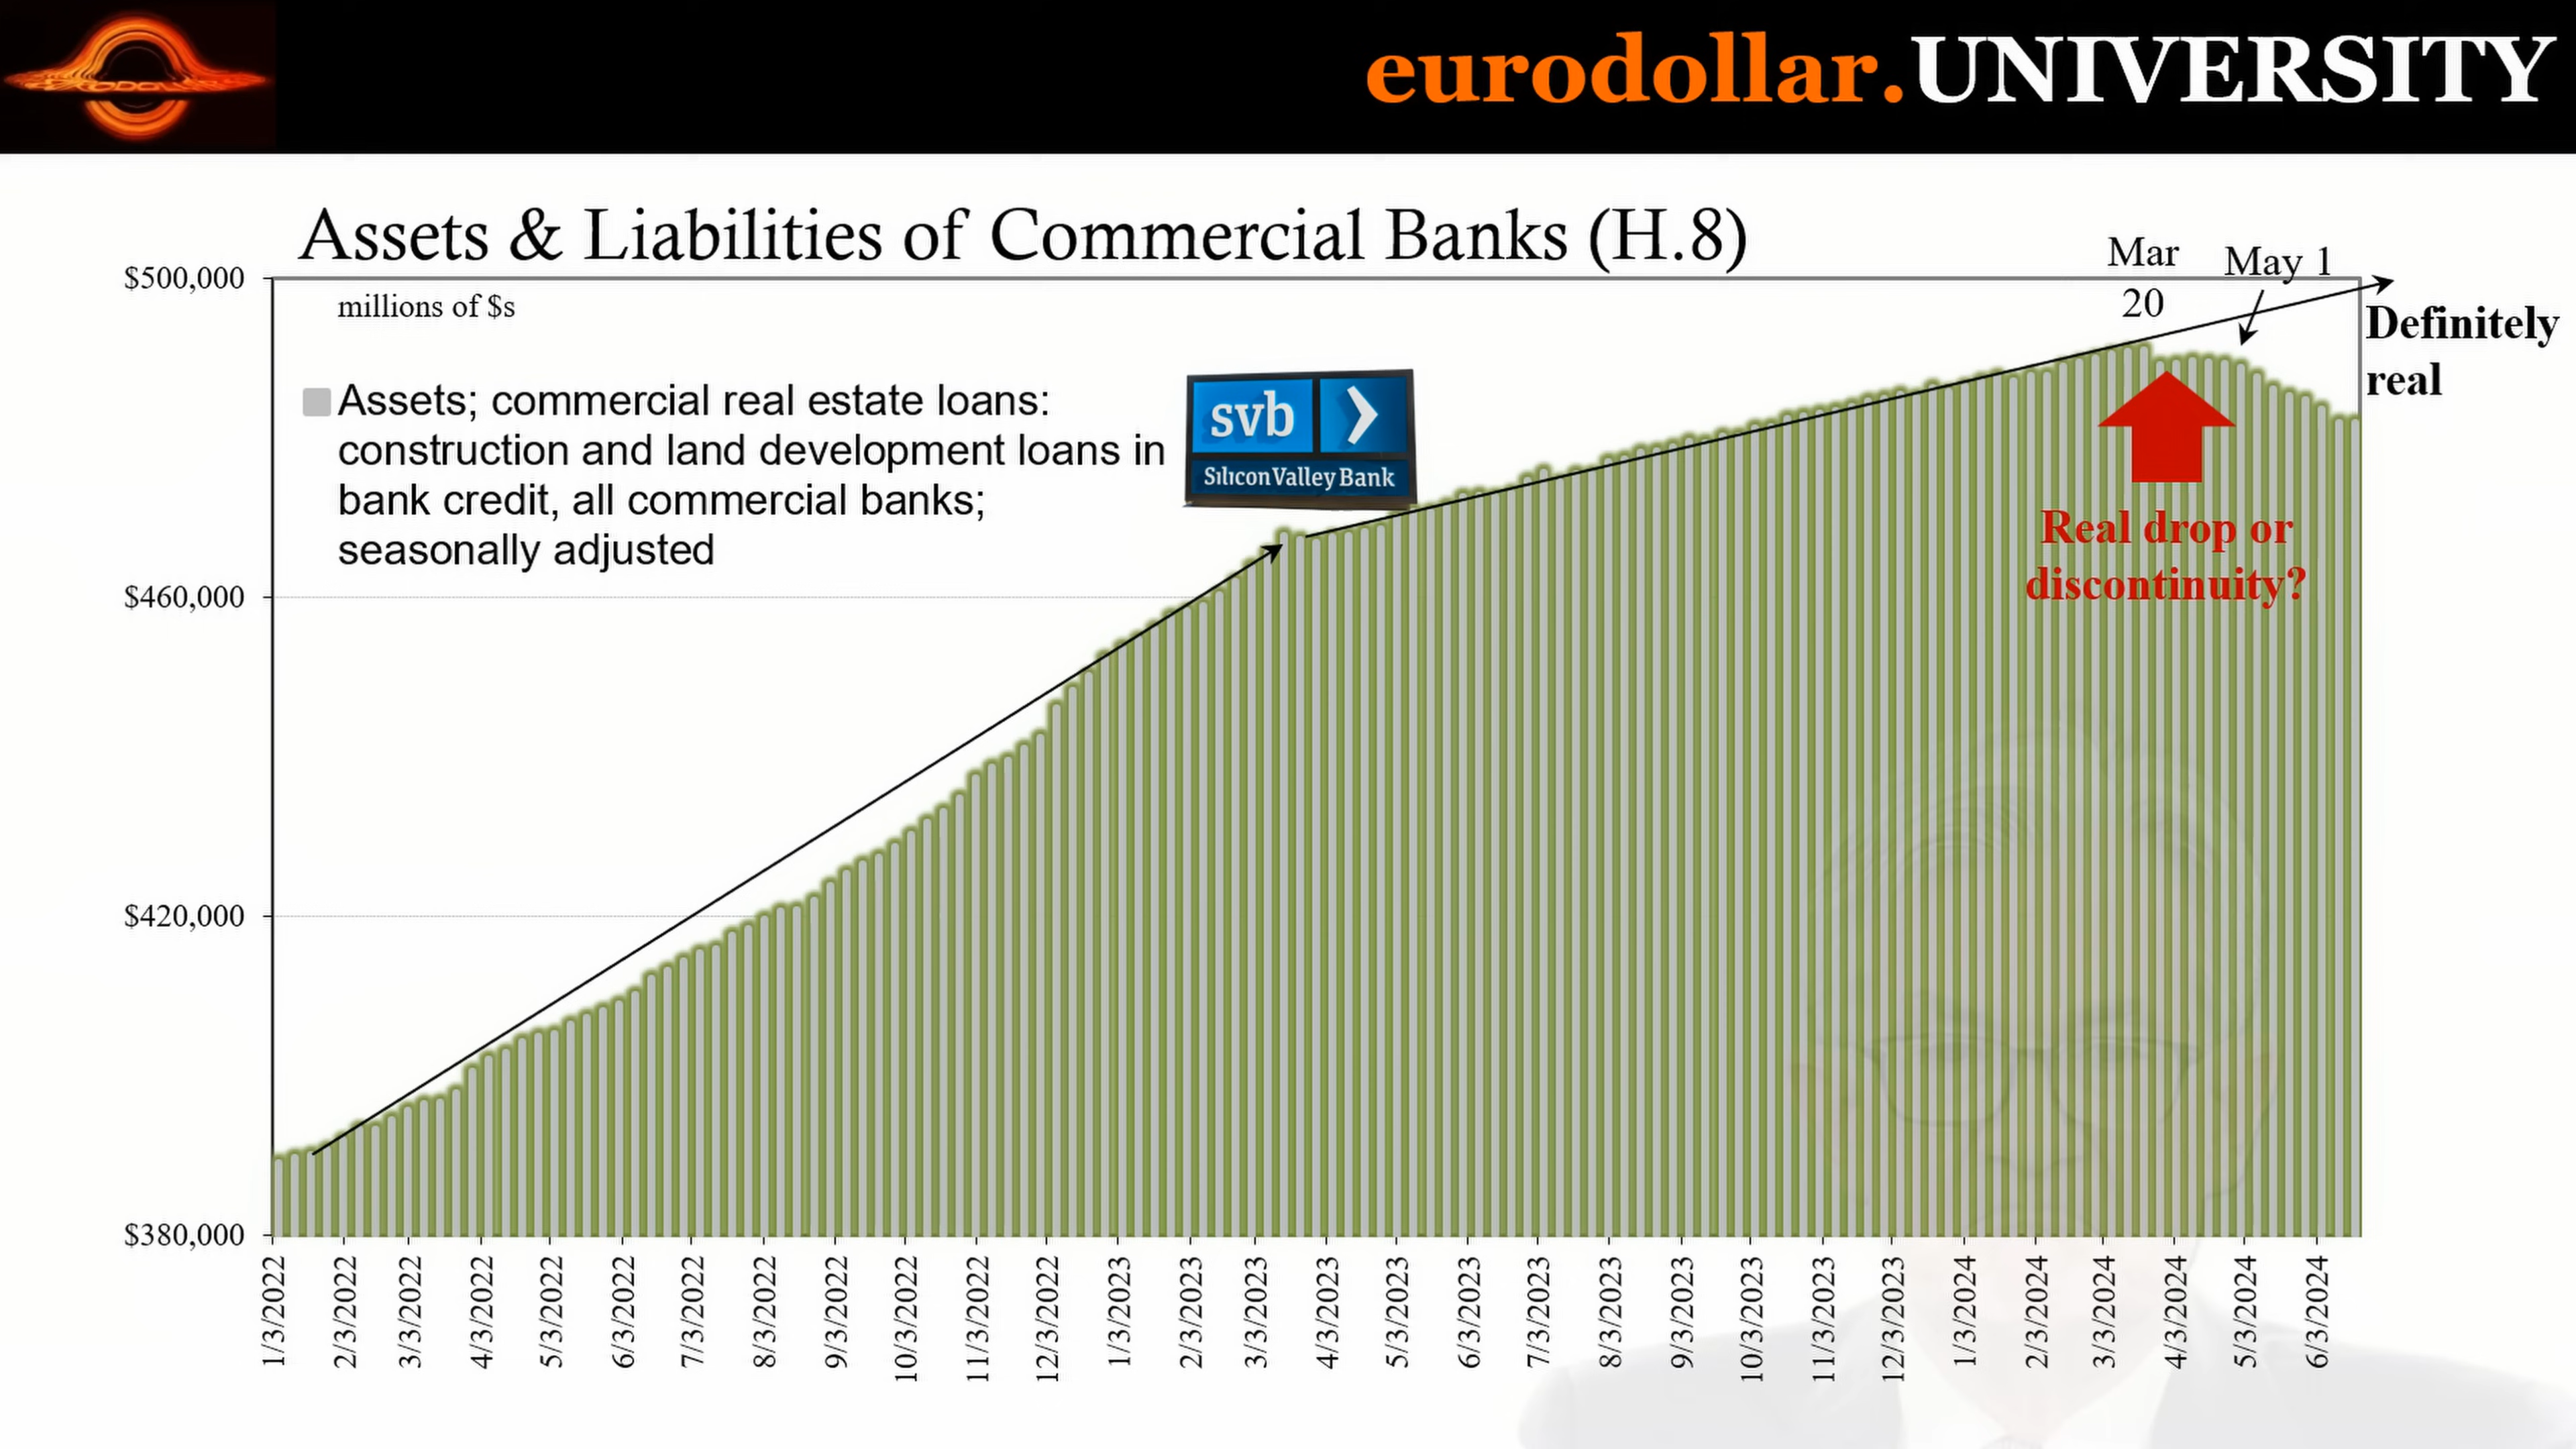 eurodollar.UNIVERSITY
Assets & Liabilities of Commercial Banks (H.8)
Mar
20
May 1
Definitely
real
millions of $s
Assets; commercial real estate loans:
construction and land development loans in
bank credit, all commercial banks;
seasonally adjusted
svb
Silicon Valley Bank
Real drop or
discontinuity?
$500,000
$460,000
$420,000
$380,000
1/3/2022
2/3/2022
3/3/2022
4/3/2022
5/3/2022
6/3/2022
7/3/2022
8/3/2022
9/3/2022
10/3/2022
11/3/2022
12/3/2022
1/3/2023
2/3/2023
3/3/2023
4/3/2023
5/3/2023
6/3/2023
7/3/2023
8/3/2023
9/3/2023
10/3/2023
11/3/2023
12/3/2023
1/3/2024
2/3/2024
3/3/2024
4/3/2024
5/3/2024
6/3/2024